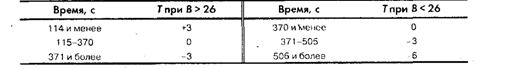 Время, с T при В > 26 Время, с T при В < 26
114 и менее +3 370 и менее 0
115–370 0 371–505 –3
371 и более –3 506 и более –6